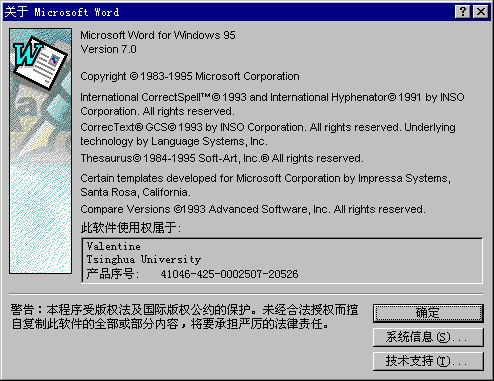 关于 Microsoft Word
Microsoft Word for Windows 95
Version 7.0
Copyright © 1983-1995 Microsoft Corporation
International CorrectSpell™ © 1993 and International Hyphenator© 1991 by INSO
Corporation. All rights reserved.
CorrecText® GCS© 1993 by INSO Corporation. All rights reserved. Underlying
technology by Language Systems, Inc.
Thesaurus© 1984-1995 Soft-Art, Inc.® All rights reserved.
Certain templates developed for Microsoft Corporation by Impressa Systems,
Santa Rosa, California.
Compare Versions ©1993 Advanced Software, Inc. All rights reserved.
此软件使用权属于:
Valentine
Tsinghua University
产品序号: 41046-425-0002507-20526
警告:本程序受版权法及国际版权公约的保护。未经合法授权而擅
自复制此软件的全部或部分内容,将要承担严厉的法律责任。
确定
系统信息(S)...
技术支持(T)...